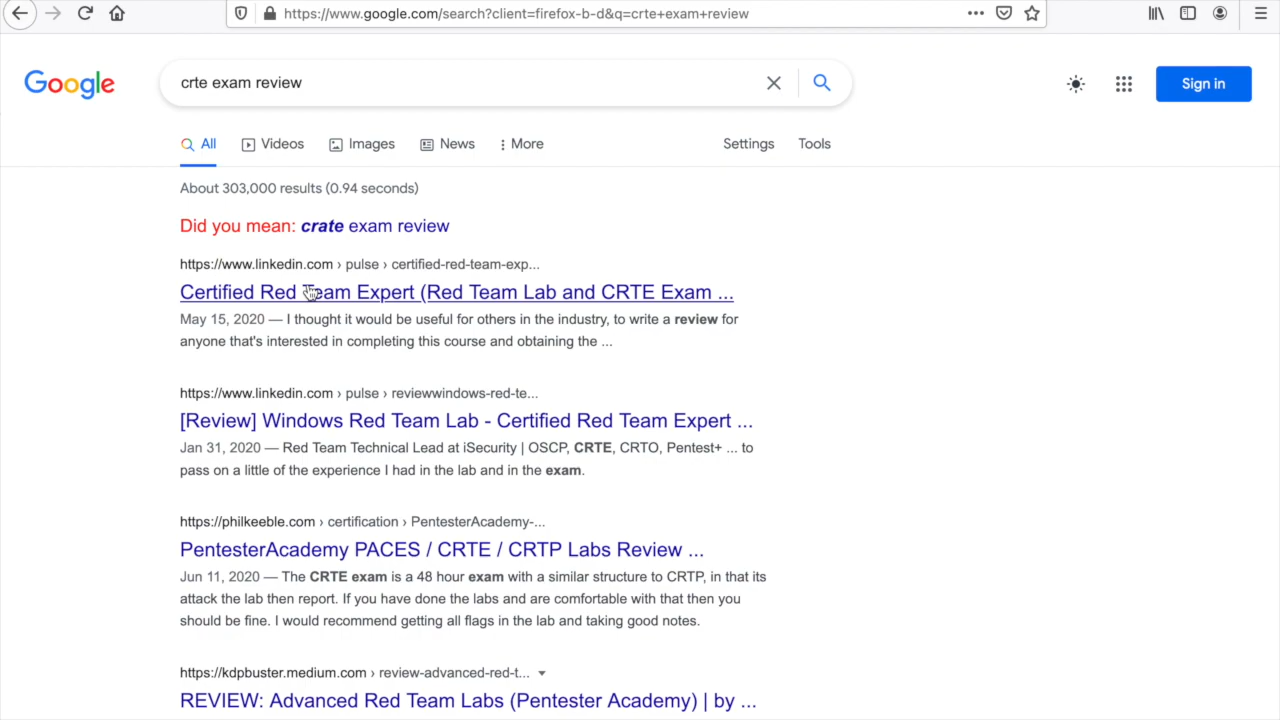 https://www.google.com/search?client=firefox-b-d&q=crte+exam+review
Google
crte exam review
Sign in
All Videos Images News More Settings Tools
About 303,000 results (0.94 seconds)
Did you mean: crate exam review
https://www.linkedin.com › pulse › certified-red-team-exp...
Certified Red Team Expert (Red Team Lab and CRTE Exam ...
May 15, 2020 — I thought it would be useful for others in the industry, to write a review for
anyone that's interested in completing this course and obtaining the ...
https://www.linkedin.com › pulse › reviewwindows-red-te...
[Review] Windows Red Team Lab - Certified Red Team Expert ...
Jan 31, 2020 — Red Team Technical Lead at iSecurity | OSCP, CRTE, CRTO, Pentest+ ... to
pass on a little of the experience I had in the lab and in the exam.
https://philkeeble.com › certification › PentesterAcademy-...
PentesterAcademy PACES / CRTE / CRTP Labs Review ...
Jun 11, 2020 — The CRTE exam is a 48 hour exam with a similar structure to CRTP, in that its
attack the lab then report. If you have done the labs and are comfortable with that then you
should be fine. I would recommend getting all flags in the lab and taking good notes.
https://kdpbuster.medium.com › review-advanced-red-t...
REVIEW: Advanced Red Team Labs (Pentester Academy) | by ...